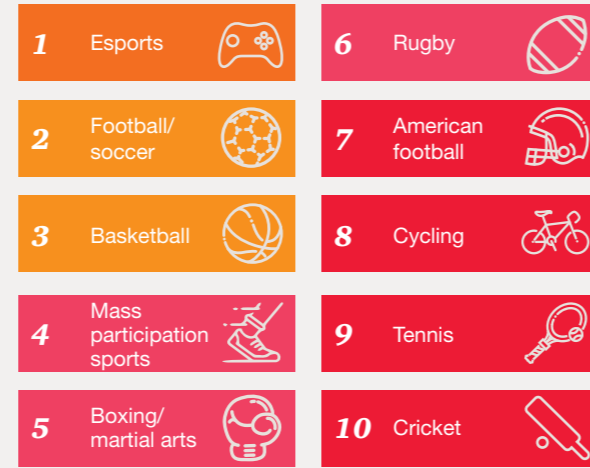 1 Esports
2 Football/
soccer
3 Basketball
4 Mass
participation
sports
5 Boxing/
martial arts
6 Rugby
7 American
football
8 Cycling
9 Tennis
10 Cricket